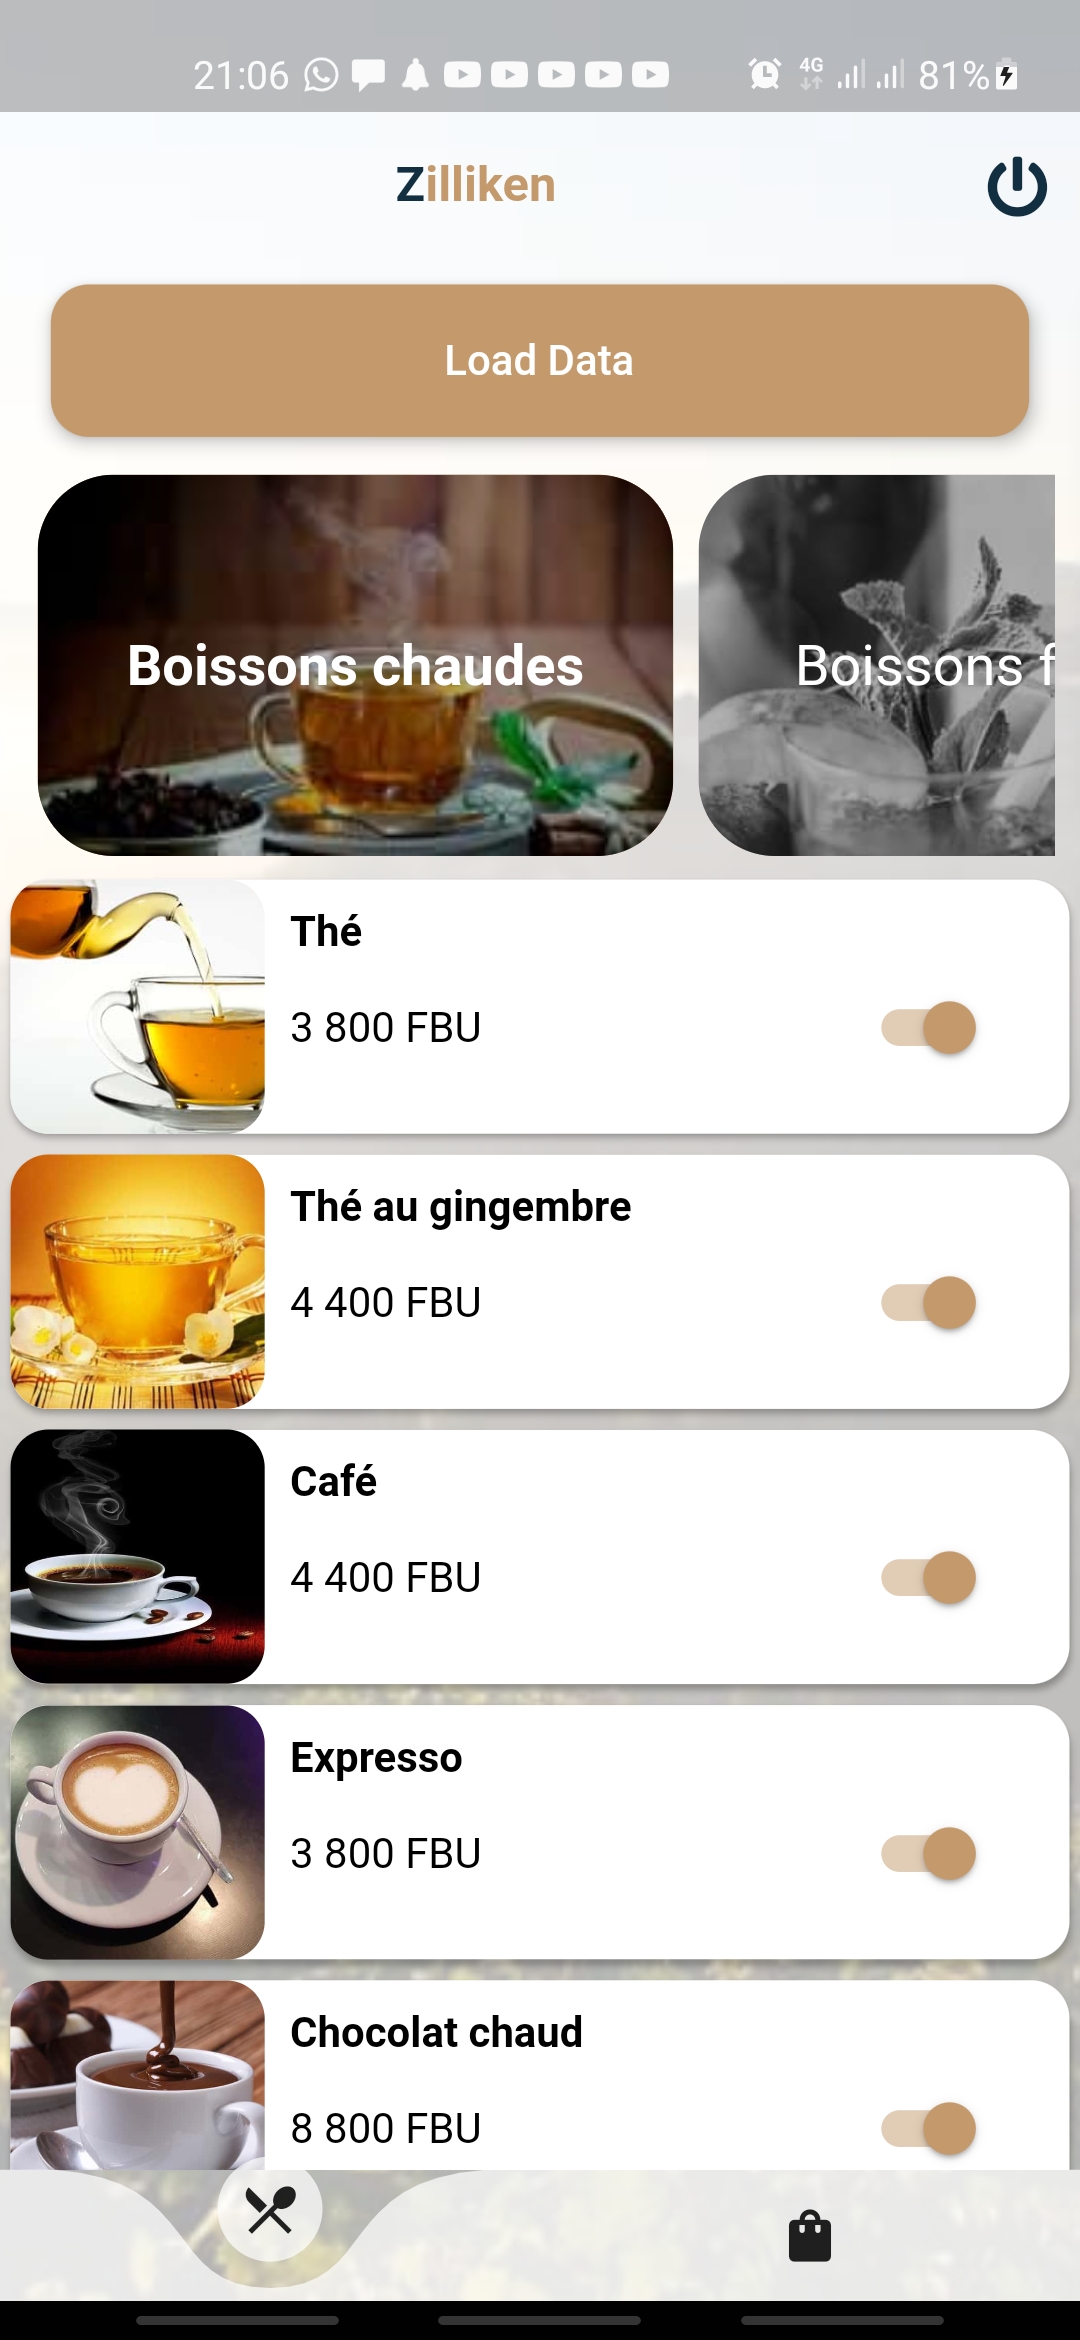 21:06 4G 81%
Zilliken
Load Data
Boissons chaudes
Boissons f
Thé
3 800 FBU
Thé au gingembre
4 400 FBU
Café
4 400 FBU
Expresso
3 800 FBU
Chocolat chaud
8 800 FBU